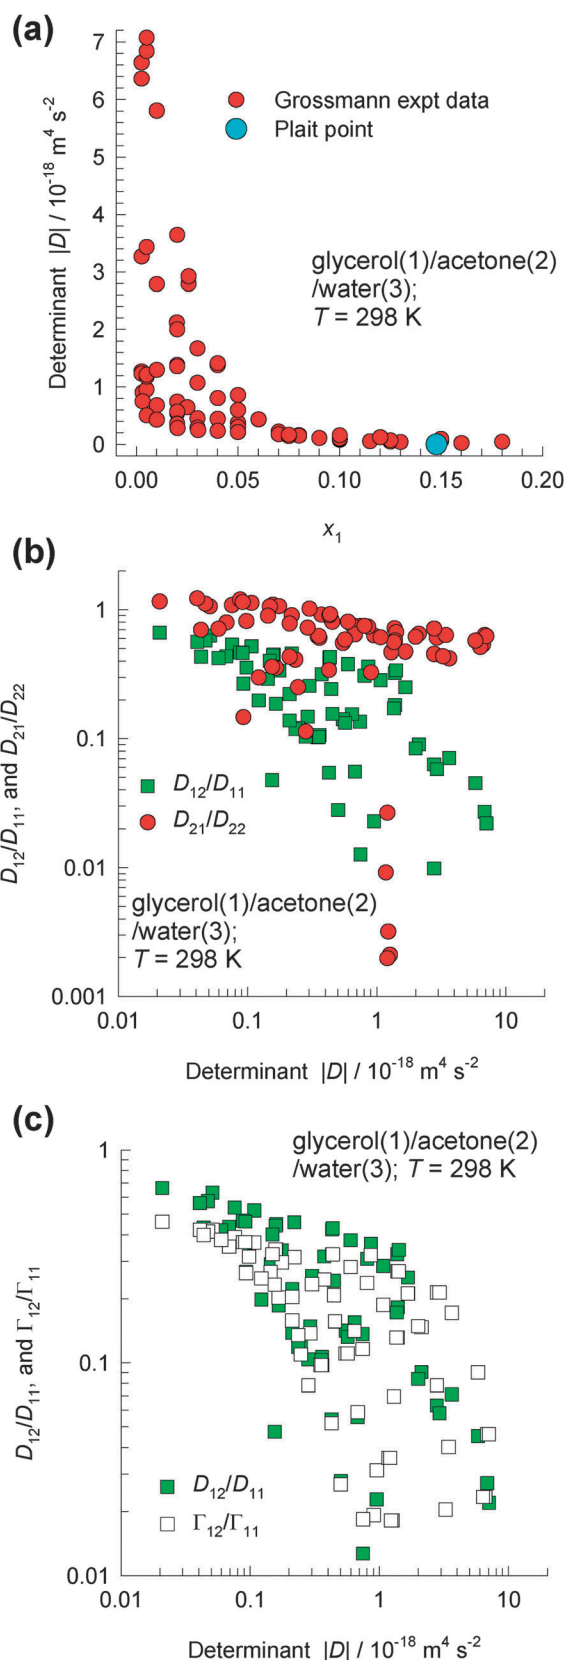 (a)
7
6
5
4
3
2
1
0
Determinant |D| / 10⁻¹⁸ m⁴ s⁻²
Grossmann expt data
Plait point
glycerol(1)/acetone(2)
/water(3);
T = 298 K
0.00 0.05 0.10 0.15 0.20
x₁
(b)
1
0.1
0.01
0.001
D₁₂/D₁₁, and D₂₁/D₂₂
D₁₂/D₁₁
D₂₁/D₂₂
glycerol(1)/acetone(2)
/water(3);
T = 298 K
0.01 0.1 1 10
Determinant |D| / 10⁻¹⁸ m⁴ s⁻²
(c)
glycerol(1)/acetone(2)
/water(3); T = 298 K
1
0.1
0.01
D₁₂/D₁₁, and Γ₁₂/Γ₁₁
D₁₂/D₁₁
Γ₁₂/Γ₁₁
0.01 0.1 1 10
Determinant |D| / 10⁻¹⁸ m⁴ s⁻²